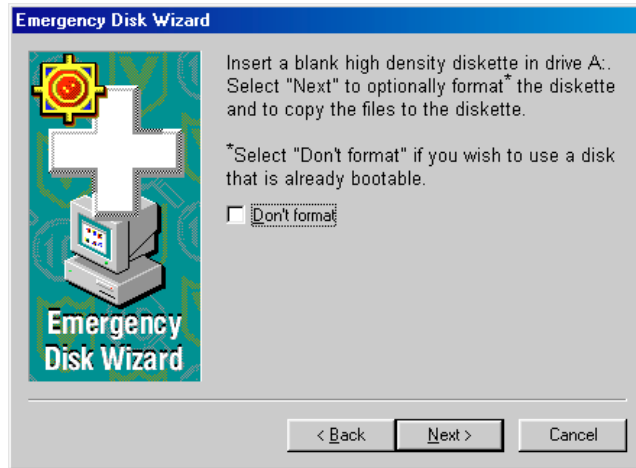 Emergency Disk Wizard
Insert a blank high density diskette in drive A:.
Select "Next" to optionally format* the diskette
and to copy the files to the diskette.
*Select "Don't format" if you wish to use a disk
that is already bootable.
Don't format
Emergency
Disk Wizard
< Back
Next >
Cancel